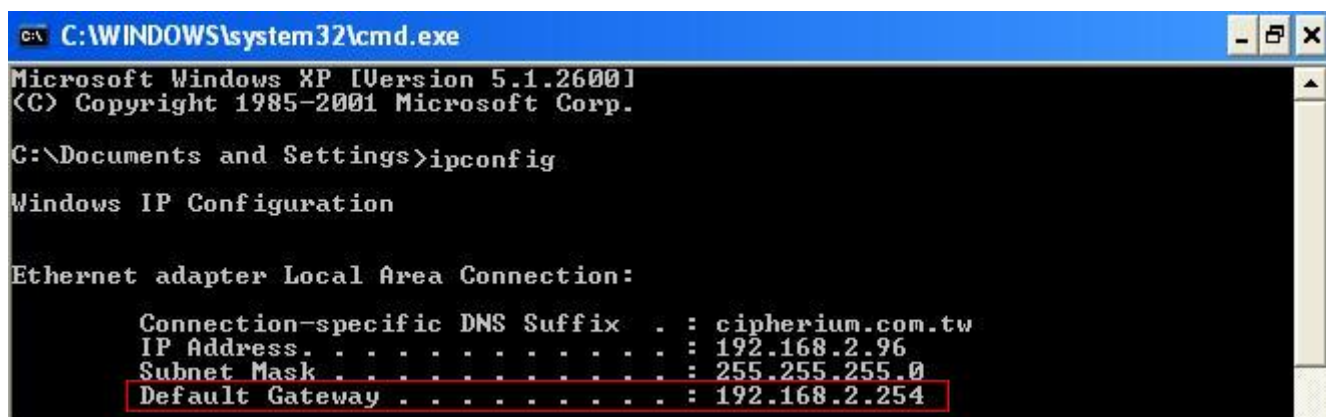 C:\WINDOWS\system32\cmd.exe
Microsoft Windows XP [Version 5.1.2600]
(C) Copyright 1985-2001 Microsoft Corp.
C:\Documents and Settings>ipconfig
Windows IP Configuration
Ethernet adapter Local Area Connection:
Connection-specific DNS Suffix . : cipherium.com.tw
IP Address. . . . . . . . . . . . : 192.168.2.96
Subnet Mask . . . . . . . . . . . : 255.255.255.0
Default Gateway . . . . . . . . . : 192.168.2.254